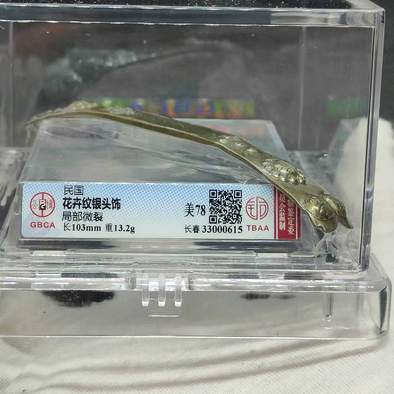 民国
花卉纹银头饰
局部微裂
长103mm 重13.2g
GBCA
美78
长春 33000615
TBAA